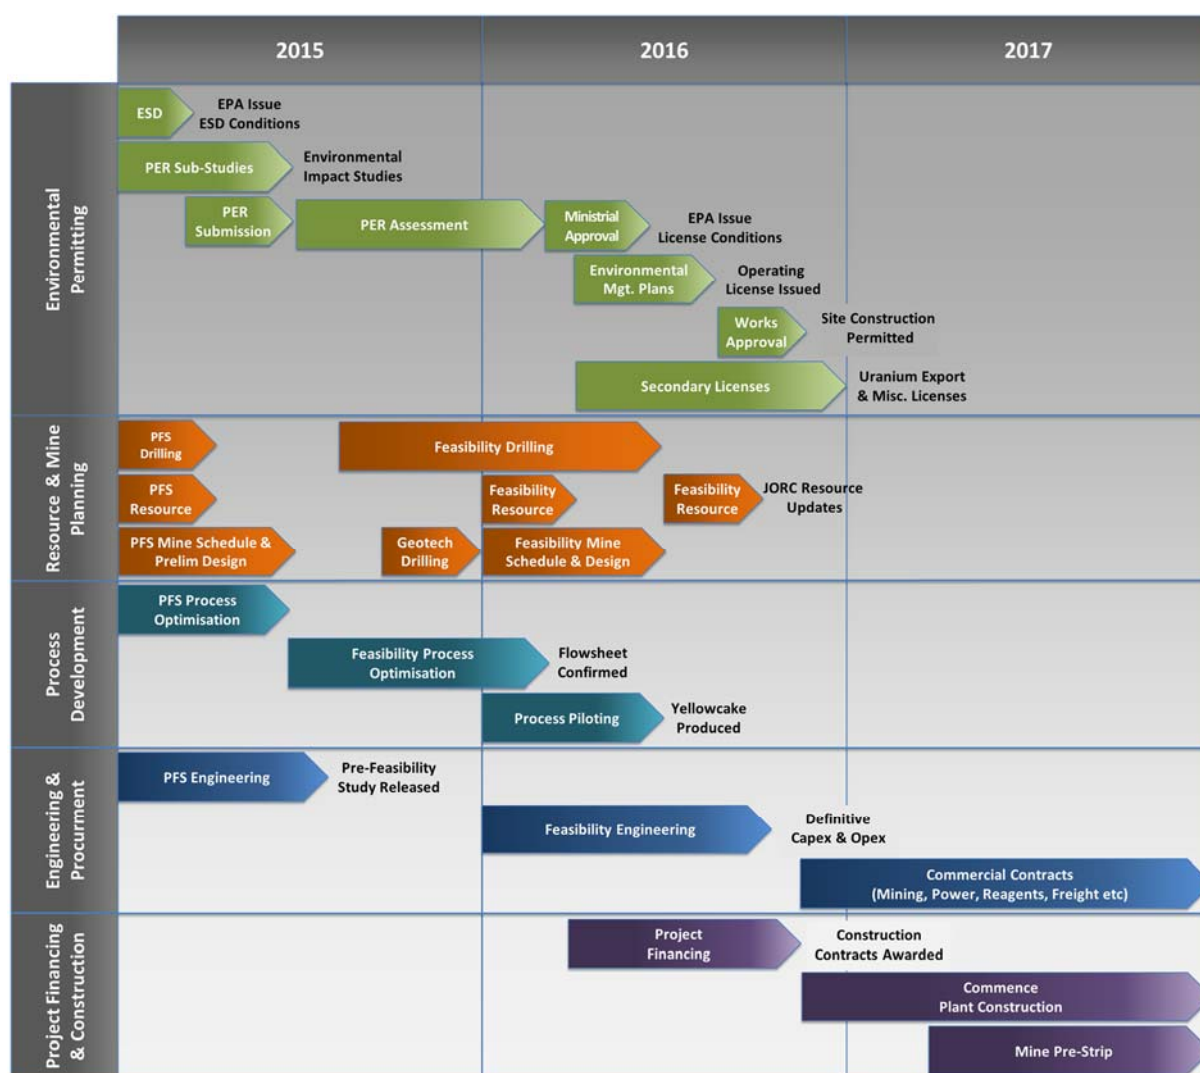 2015
2016
2017
Environmental
Permitting
ESD
EPA Issue
ESD Conditions
PER Sub-Studies
Environmental
Impact Studies
PER
Submission
PER Assessment
Ministrial
Approval
EPA Issue
License Conditions
Environmental
Mgt. Plans
Operating
License Issued
Works
Approval
Site Construction
Permitted
Secondary Licenses
Uranium Export
& Misc. Licenses
Resource & Mine
Planning
PFS
Drilling
Feasibility Drilling
PFS
Resource
Feasibility
Resource
Feasibility
Resource
JORC Resource
Updates
PFS Mine Schedule &
Prelim Design
Geotech
Drilling
Feasibility Mine
Schedule & Design
Process
Development
PFS Process
Optimisation
Feasibility Process
Optimisation
Flowsheet
Confirmed
Process Piloting
Yellowcake
Produced
Engineering &
Procurment
PFS Engineering
Pre-Feasibility
Study Released
Feasibility Engineering
Definitive
Capex & Opex
Commercial Contracts
(Mining, Power, Reagents, Freight etc)
Project Financing
& Construction
Project
Financing
Construction
Contracts Awarded
Commence
Plant Construction
Mine Pre-Strip